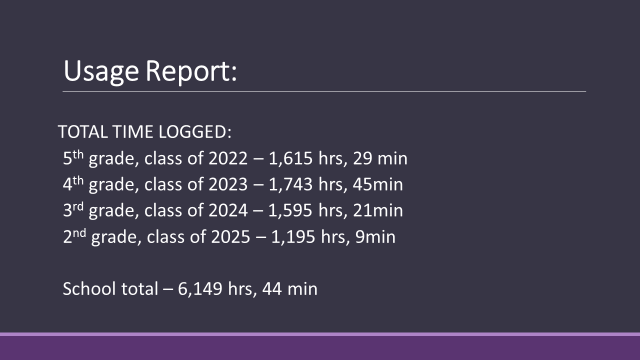 Usage Report:
TOTAL TIME LOGGED:
5th grade, class of 2022 – 1,615 hrs, 29 min
4th grade, class of 2023 – 1,743 hrs, 45min
3rd grade, class of 2024 – 1,595 hrs, 21min
2nd grade, class of 2025 – 1,195 hrs, 9min
School total – 6,149 hrs, 44 min